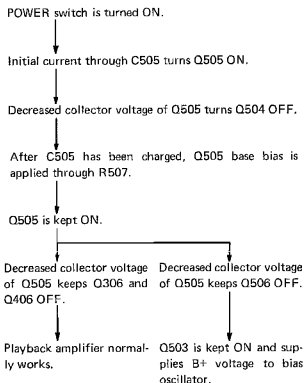 POWER switch is turned ON.
Initial current through C505 turns Q505 ON.
Decreased collector voltage of Q505 turns Q504 OFF.
After C505 has been charged, Q505 base bias is
applied through R507.
Q505 is kept ON.
Decreased collector voltage
of Q505 keeps Q306 and
Q406 OFF.
Decreased collector voltage
of Q505 keeps Q506 OFF.
Playback amplifier normal-
ly works.
Q503 is kept ON and sup-
plies B+ voltage to bias
oscillator.